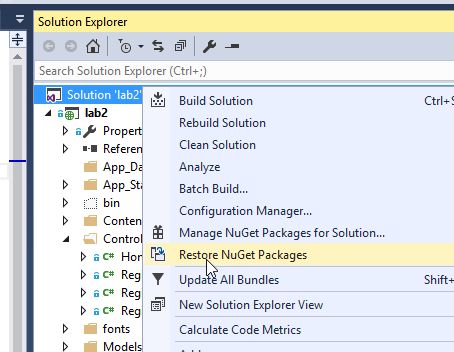 Solution Explorer
Search Solution Explorer (Ctrl+;)
Solution 'lab2'
lab2
Propert
Referen
App_Da
App_Sta
bin
Conten
Contro
C# Hor
C# Reg
C# Reg
C# Reg
fonts
Models
Build Solution Ctrl+S
Rebuild Solution
Clean Solution
Analyze
Batch Build...
Configuration Manager...
Manage NuGet Packages for Solution...
Restore NuGet Packages
Update All Bundles Shift+
New Solution Explorer View
Calculate Code Metrics